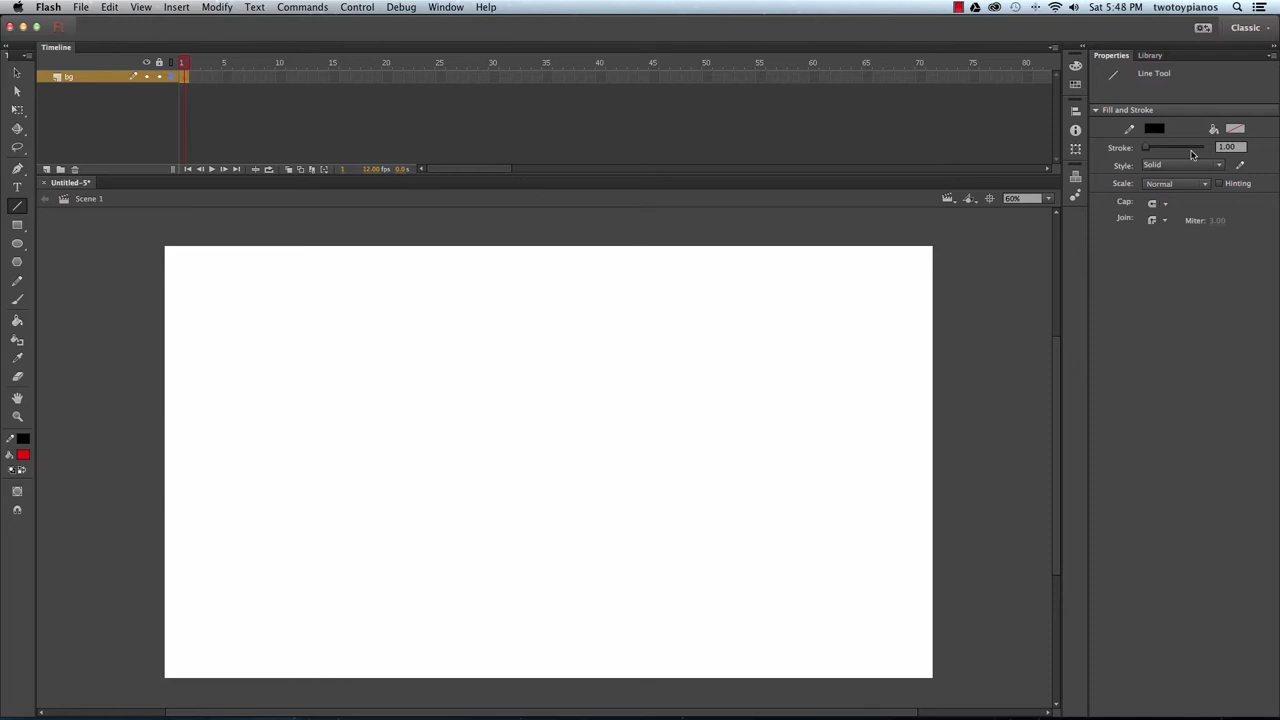 Flash File Edit View Insert Modify Text Commands Control Debug Window Help Sat 5:48 PM twotoypianos
Fl Classic
Timeline
Properties Library
1 5 10 15 20 25 30 35 40 45 50 55 60 65 70 75 80
Line Tool
bg
Fill and Stroke
Stroke: 1.00
Style: Solid
1 12.00 fps 0.0 s
Untitled-5*
Scale: Normal Hinting
Scene 1 60%
Cap:
Join: Miter: 3.00